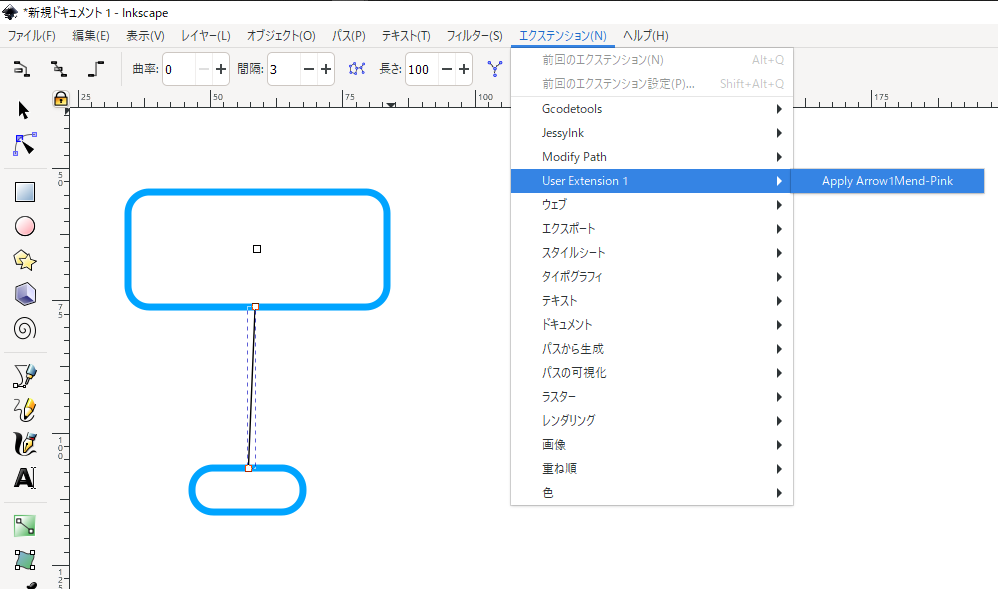 *新規ドキュメント 1 - Inkscape
ファイル(F) 編集(E) 表示(V) レイヤー(L) オブジェクト(O) パス(P) テキスト(T) フィルター(S) エクステンション(N) ヘルプ(H)
曲率: 0 間隔: 3 長さ: 100
25 50 75 100 175
前回のエクステンション(N) Alt+Q
前回のエクステンション設定(P)... Shift+Alt+Q
Gcodetools
JessyInk
Modify Path
User Extension 1 Apply Arrow1Mend-Pink
ウェブ
エクスポート
スタイルシート
タイポグラフィ
テキスト
ドキュメント
パスから生成
パスの可視化
ラスター
レンダリング
画像
重ね順
色
50
75
100
125